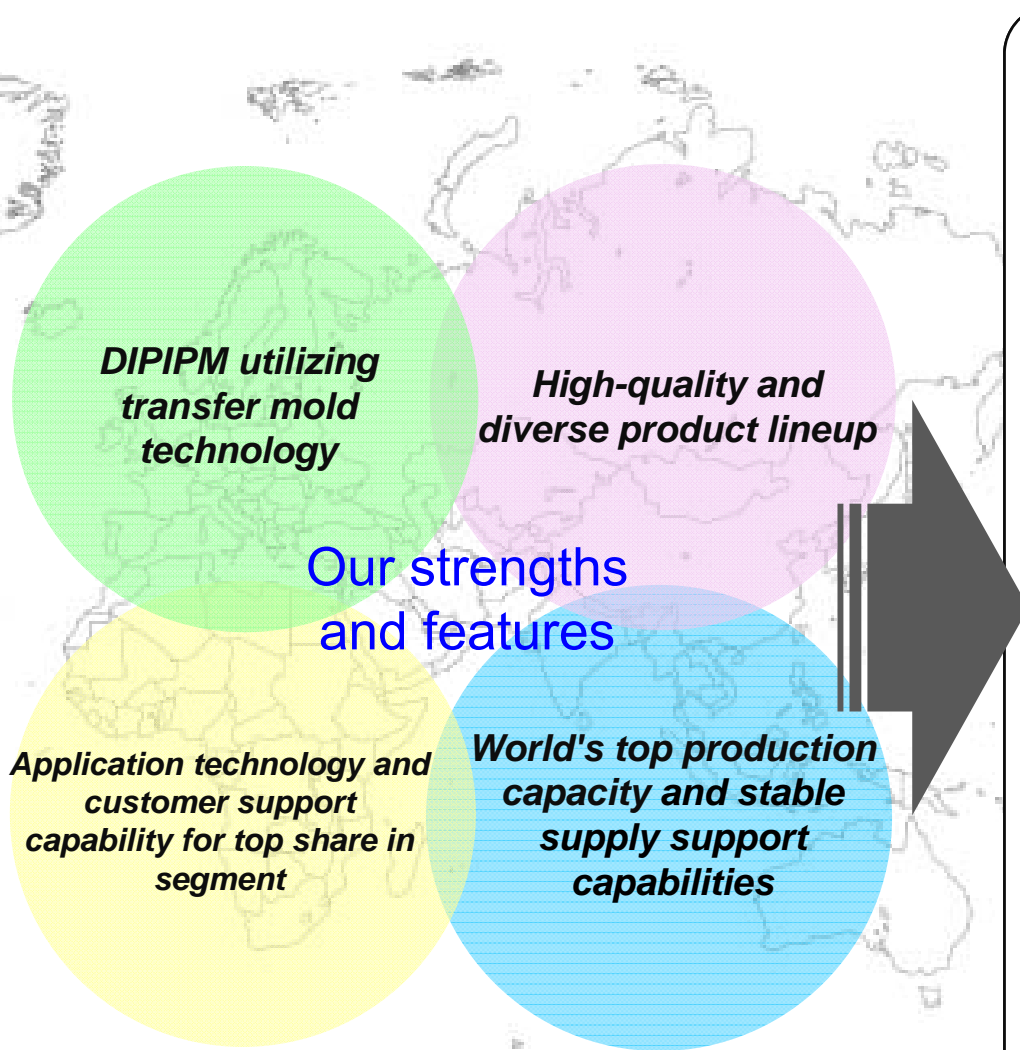 DIPIPM utilizing
transfer mold
technology
High-quality and
diverse product lineup
Our strengths
and features
Application technology and
customer support
capability for top share in
segment
World's top production
capacity and stable
supply support
capabilities